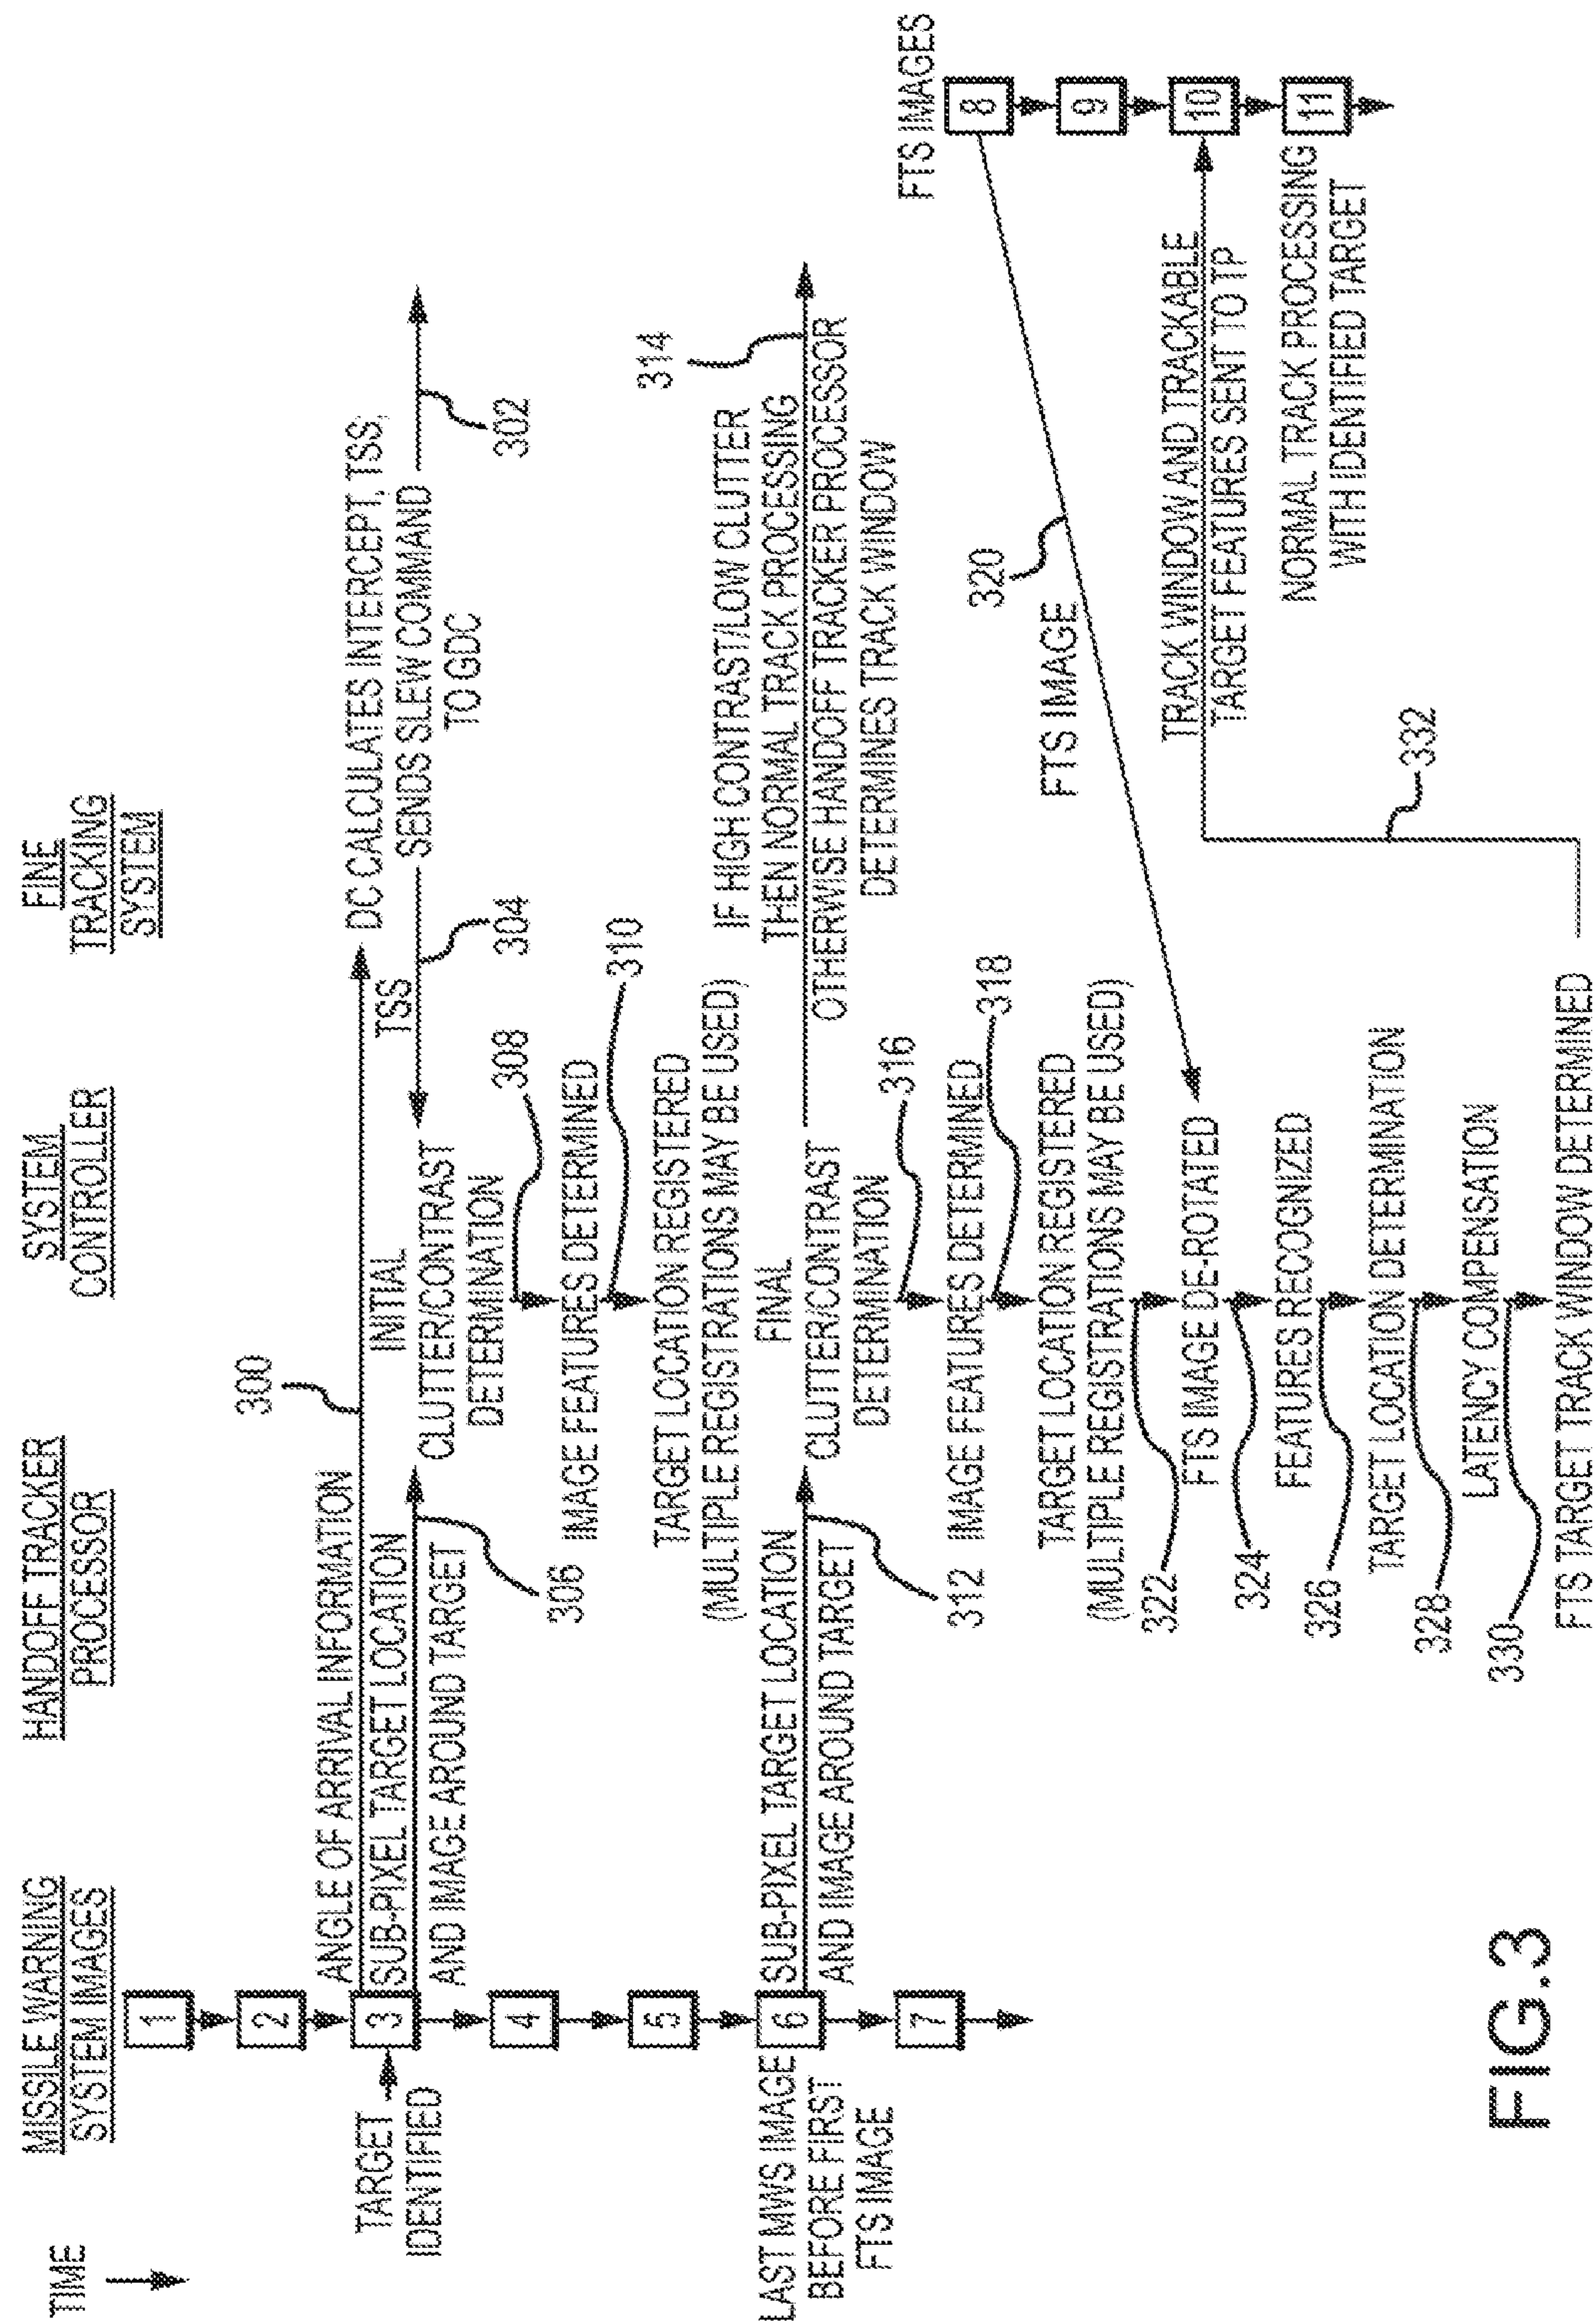 TIME
MISSILE WARNING
SYSTEM IMAGES
HANDOFF TRACKER
PROCESSOR
SYSTEM
CONTROLLER
FINE
TRACKING
SYSTEM
1
2
3
4
5
6
7
TARGET
IDENTIFIED
LAST MWS IMAGE
BEFORE FIRST
FTS IMAGE
ANGLE OF ARRIVAL INFORMATION
300
SUB-PIXEL TARGET LOCATION
AND IMAGE AROUND TARGET
306
DC CALCULATES INTERCEPT, TSS;
SENDS SLEW COMMAND
TO GDC
302
TSS
304
INITIAL
CLUTTER/CONTRAST
DETERMINATION
308
IMAGE FEATURES DETERMINED
310
TARGET LOCATION REGISTERED
(MULTIPLE REGISTRATIONS MAY BE USED)
SUB-PIXEL TARGET LOCATION
AND IMAGE AROUND TARGET
312
FINAL
CLUTTER/CONTRAST
DETERMINATION
IF HIGH CONTRAST/LOW CLUTTER
THEN NORMAL TRACK PROCESSING
OTHERWISE HANDOFF TRACKER PROCESSOR
DETERMINES TRACK WINDOW
314
316
IMAGE FEATURES DETERMINED
318
TARGET LOCATION REGISTERED
(MULTIPLE REGISTRATIONS MAY BE USED)
FTS IMAGES
8
9
10
11
320
FTS IMAGE
322
FTS IMAGE DE-ROTATED
324
FEATURES RECOGNIZED
326
TARGET LOCATION DETERMINATION
328
LATENCY COMPENSATION
330
FTS TARGET TRACK WINDOW DETERMINED
332
TRACK WINDOW AND TRACKABLE
TARGET FEATURES SENT TO TP
NORMAL TRACK PROCESSING
WITH IDENTIFIED TARGET
FIG.3